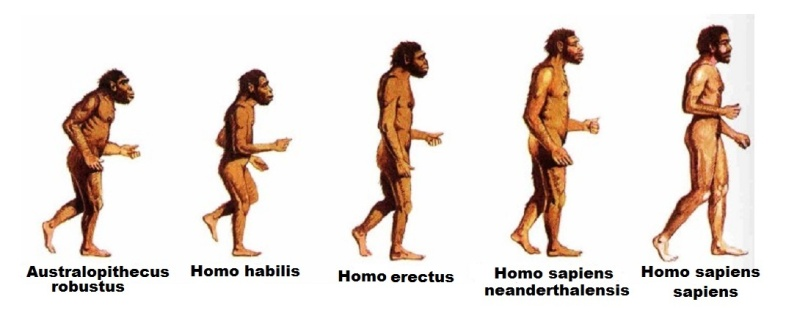 Australopithecus
robustus
Homo habilis
Homo erectus
Homo sapiens
neanderthalensis
Homo sapiens
sapiens